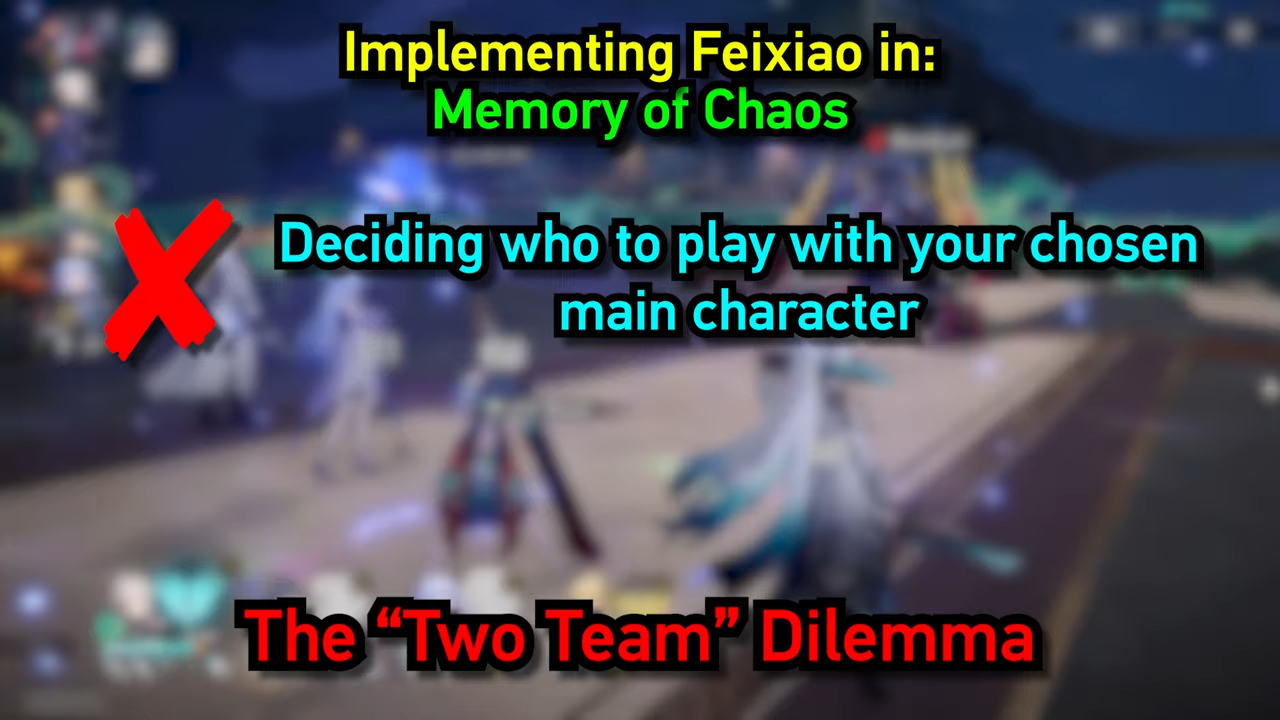 Implementing Feixiao in:
Memory of Chaos
Deciding who to play with your chosen
main character
The “Two Team” Dilemma